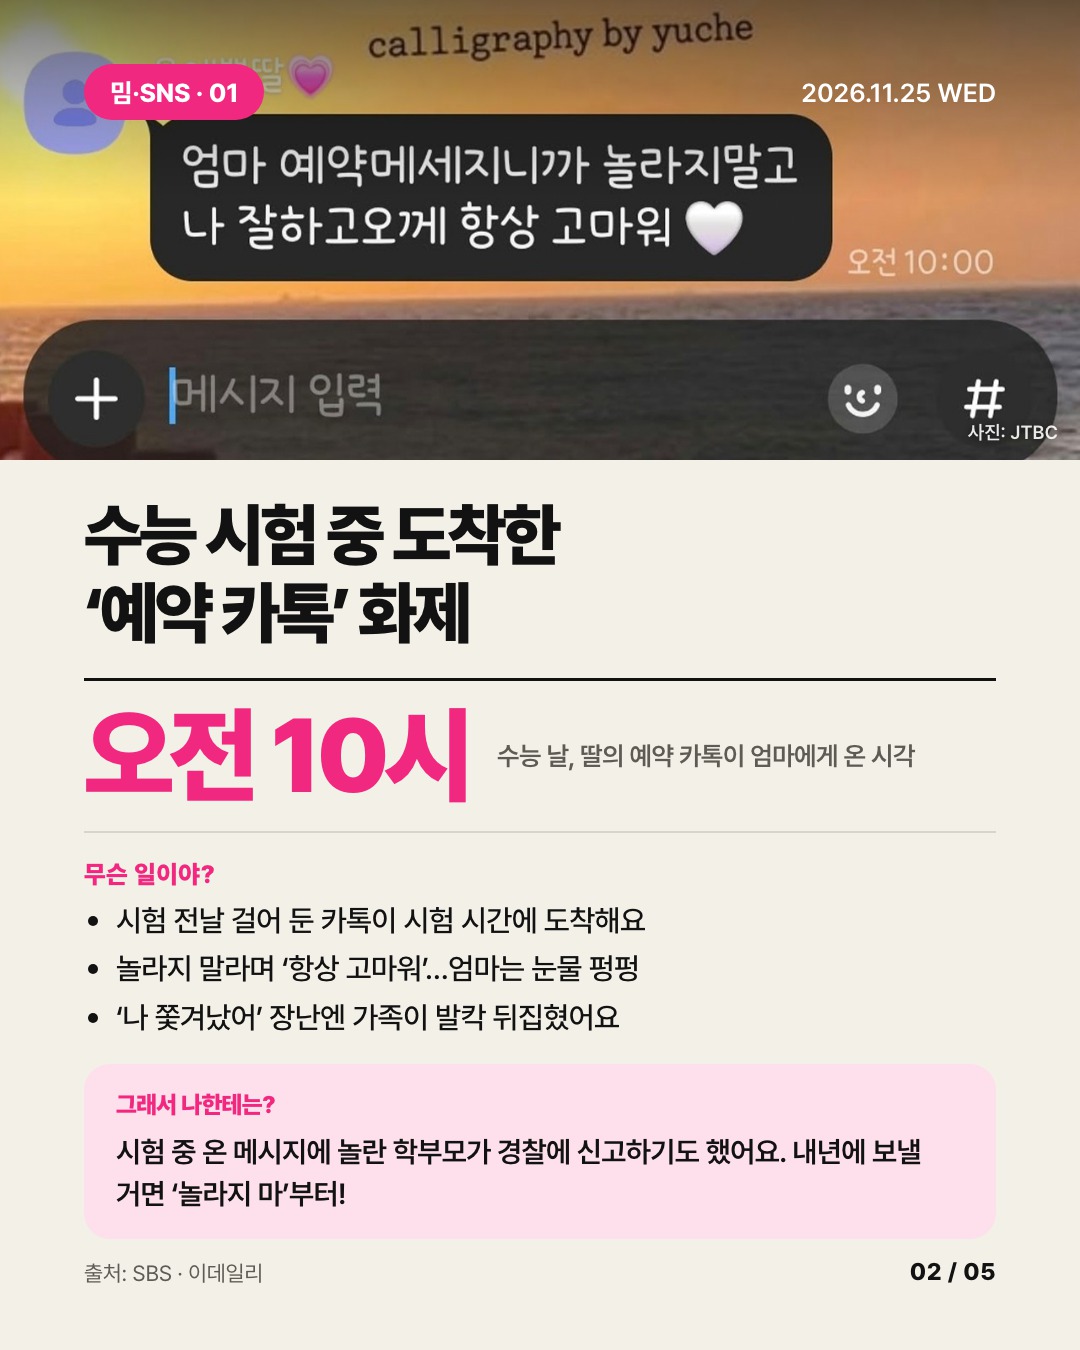 calligraphy by yuche
밈·SNS · 01
2026.11.25 WED
엄마 예약메세지니까 놀라지말고
나 잘하고오께 항상 고마워
오전 10:00
메시지 입력
사진: JTBC
수능 시험 중 도착한
‘예약 카톡’ 화제
오전 10시
수능 날, 딸의 예약 카톡이 엄마에게 온 시각
무슨 일이야?
• 시험 전날 걸어 둔 카톡이 시험 시간에 도착해요
• 놀라지 말라며 ‘항상 고마워’…엄마는 눈물 펑펑
• ‘나 쫓겨났어’ 장난엔 가족이 발칵 뒤집혔어요
그래서 나한테는?
시험 중 온 메시지에 놀란 학부모가 경찰에 신고하기도 했어요. 내년에 보낼
거면 ‘놀라지 마’부터!
출처: SBS · 이데일리
02 / 05